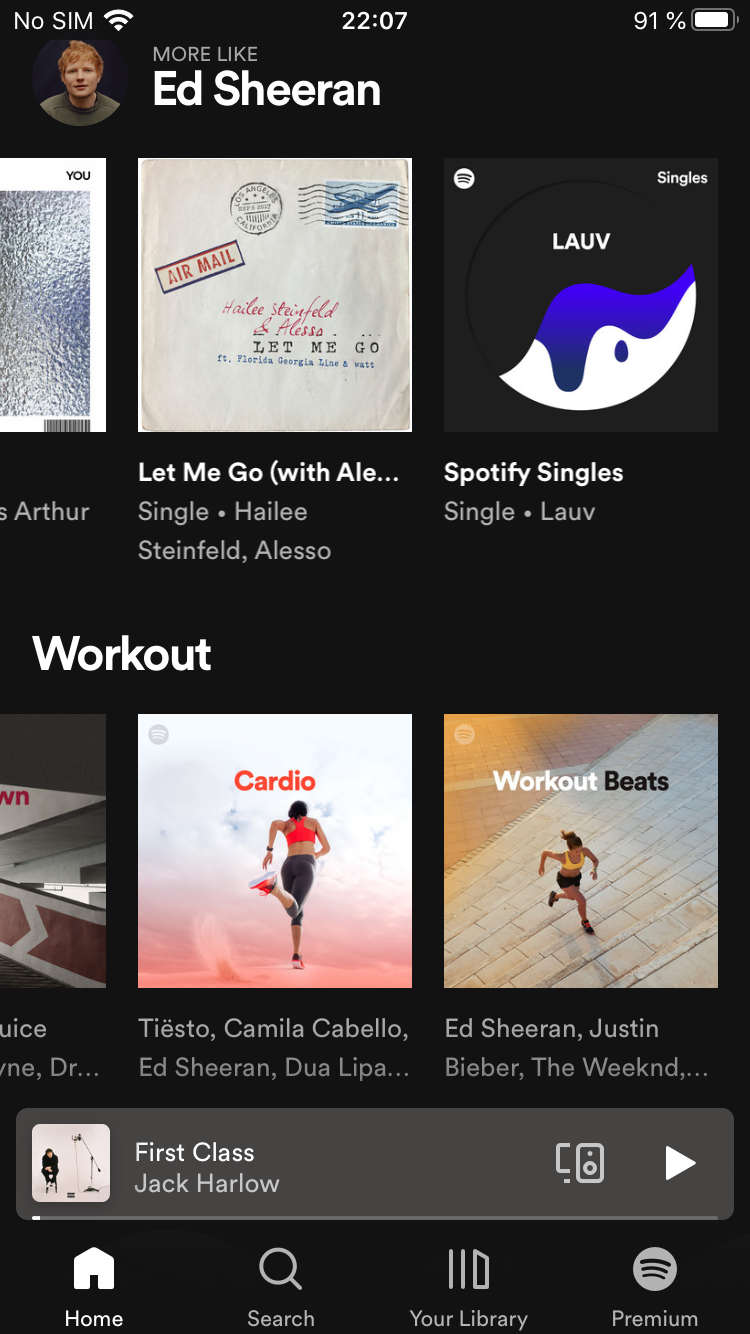 No SIM 22:07 91 %
MORE LIKE
Ed Sheeran
YOU
LOS ANGELES
SEP 8 2017
CALIFORNIA
AIR MAIL
Hailee Steinfeld
& Alesso
LET ME GO
ft. Florida Georgia Line & watt
Singles
LAUV
s Arthur
Let Me Go (with Ale...
Single • Hailee
Steinfeld, Alesso
Spotify Singles
Single • Lauv
Workout
wn
Cardio
Workout Beats
uice
yne, Dr...
Tiësto, Camila Cabello,
Ed Sheeran, Dua Lipa...
Ed Sheeran, Justin
Bieber, The Weeknd,...
First Class
Jack Harlow
Home
Search
Your Library
Premium